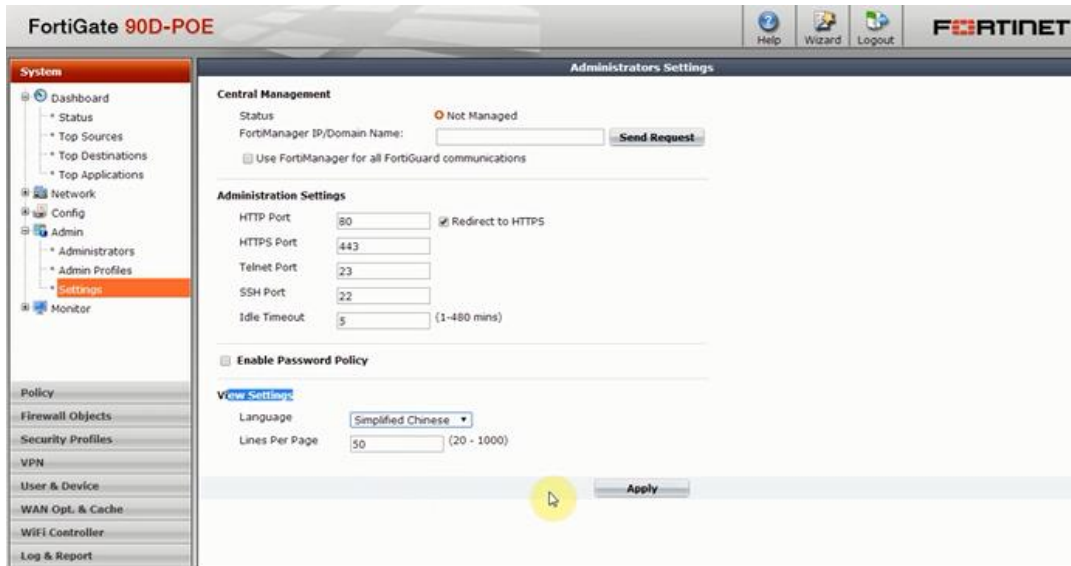 FortiGate 90D-POE
Help
Wizard
Logout
FORTINET
System
Dashboard
Status
Top Sources
Top Destinations
Top Applications
Network
Config
Admin
Administrators
Admin Profiles
Settings
Monitor
Policy
Firewall Objects
Security Profiles
VPN
User & Device
WAN Opt. & Cache
WiFi Controller
Log & Report
Administrators Settings
Central Management
Status Not Managed
FortiManager IP/Domain Name: Send Request
Use FortiManager for all FortiGuard communications
Administration Settings
HTTP Port 80 Redirect to HTTPS
HTTPS Port 443
Telnet Port 23
SSH Port 22
Idle Timeout 5 (1-480 mins)
Enable Password Policy
View Settings
Language Simplified Chinese
Lines Per Page 50 (20 - 1000)
Apply